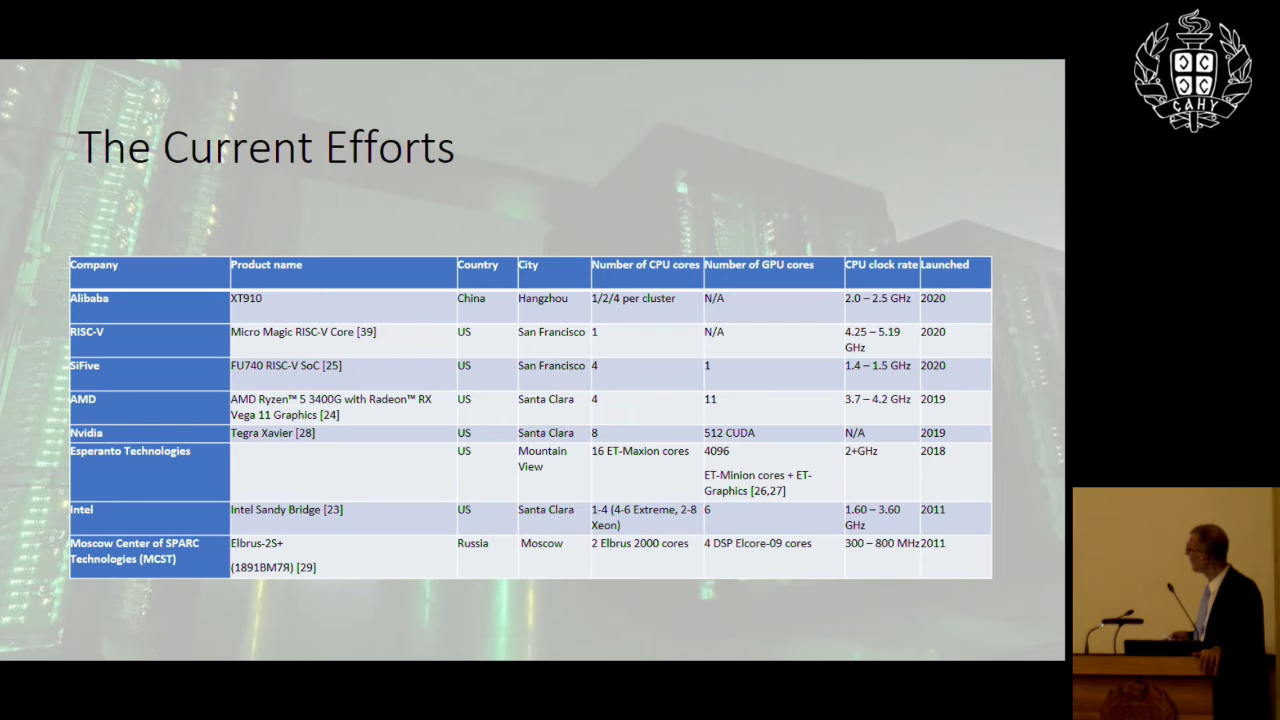 САНУ
The Current Efforts
Company Product name Country City Number of CPU cores Number of GPU cores CPU clock rate Launched
Alibaba XT910 China Hangzhou 1/2/4 per cluster N/A 2.0 – 2.5 GHz 2020
RISC-V Micro Magic RISC-V Core [39] US San Francisco 1 N/A 4.25 – 5.19 2020
GHz
SiFive FU740 RISC-V SoC [25] US San Francisco 4 1 1.4 – 1.5 GHz 2020
AMD AMD Ryzen™ 5 3400G with Radeon™ RX US Santa Clara 4 11 3.7 – 4.2 GHz 2019
Vega 11 Graphics [24]
Nvidia Tegra Xavier [28] US Santa Clara 8 512 CUDA N/A 2019
Esperanto Technologies US Mountain 16 ET-Maxion cores 4096 2+GHz 2018
View
ET-Minion cores + ET-
Graphics [26,27]
Intel Intel Sandy Bridge [23] US Santa Clara 1-4 (4-6 Extreme, 2-8 6 1.60 – 3.60 2011
Xeon) GHz
Moscow Center of SPARC Elbrus-2S+ Russia Moscow 2 Elbrus 2000 cores 4 DSP Elcore-09 cores 300 – 800 MHz 2011
Technologies (MCST)
(1891ВМ7Я) [29]